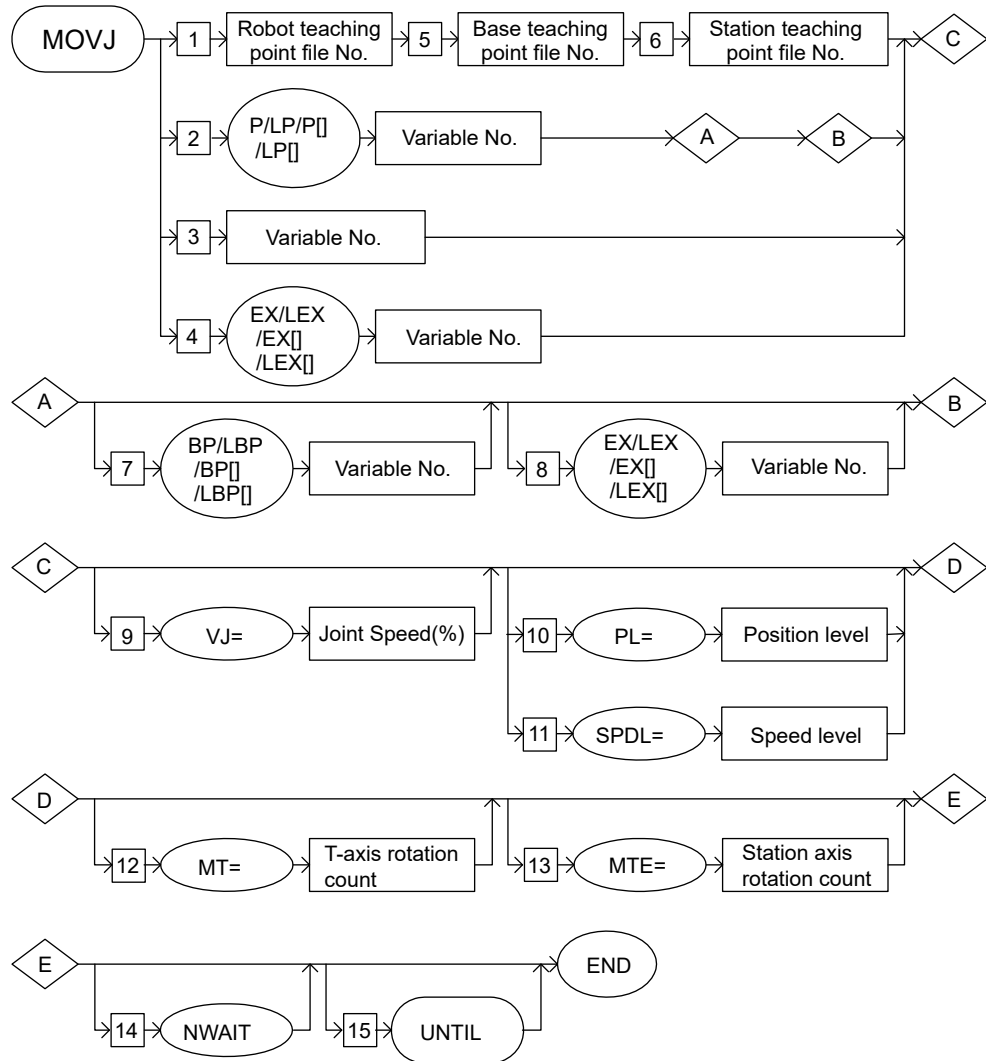 MOVJ
1
Robot teaching
point file No.
5
Base teaching
point file No.
6
Station teaching
point file No.
C
2
P/LP/P[]
/LP[]
Variable No.
A
B
3
Variable No.
4
EX/LEX
/EX[]
/LEX[]
Variable No.
A
7
BP/LBP
/BP[]
/LBP[]
Variable No.
8
EX/LEX
/EX[]
/LEX[]
Variable No.
B
C
9
VJ=
Joint Speed(%)
10
PL=
Position level
D
11
SPDL=
Speed level
D
12
MT=
T-axis rotation
count
13
MTE=
Station axis
rotation count
E
E
14
NWAIT
15
UNTIL
END